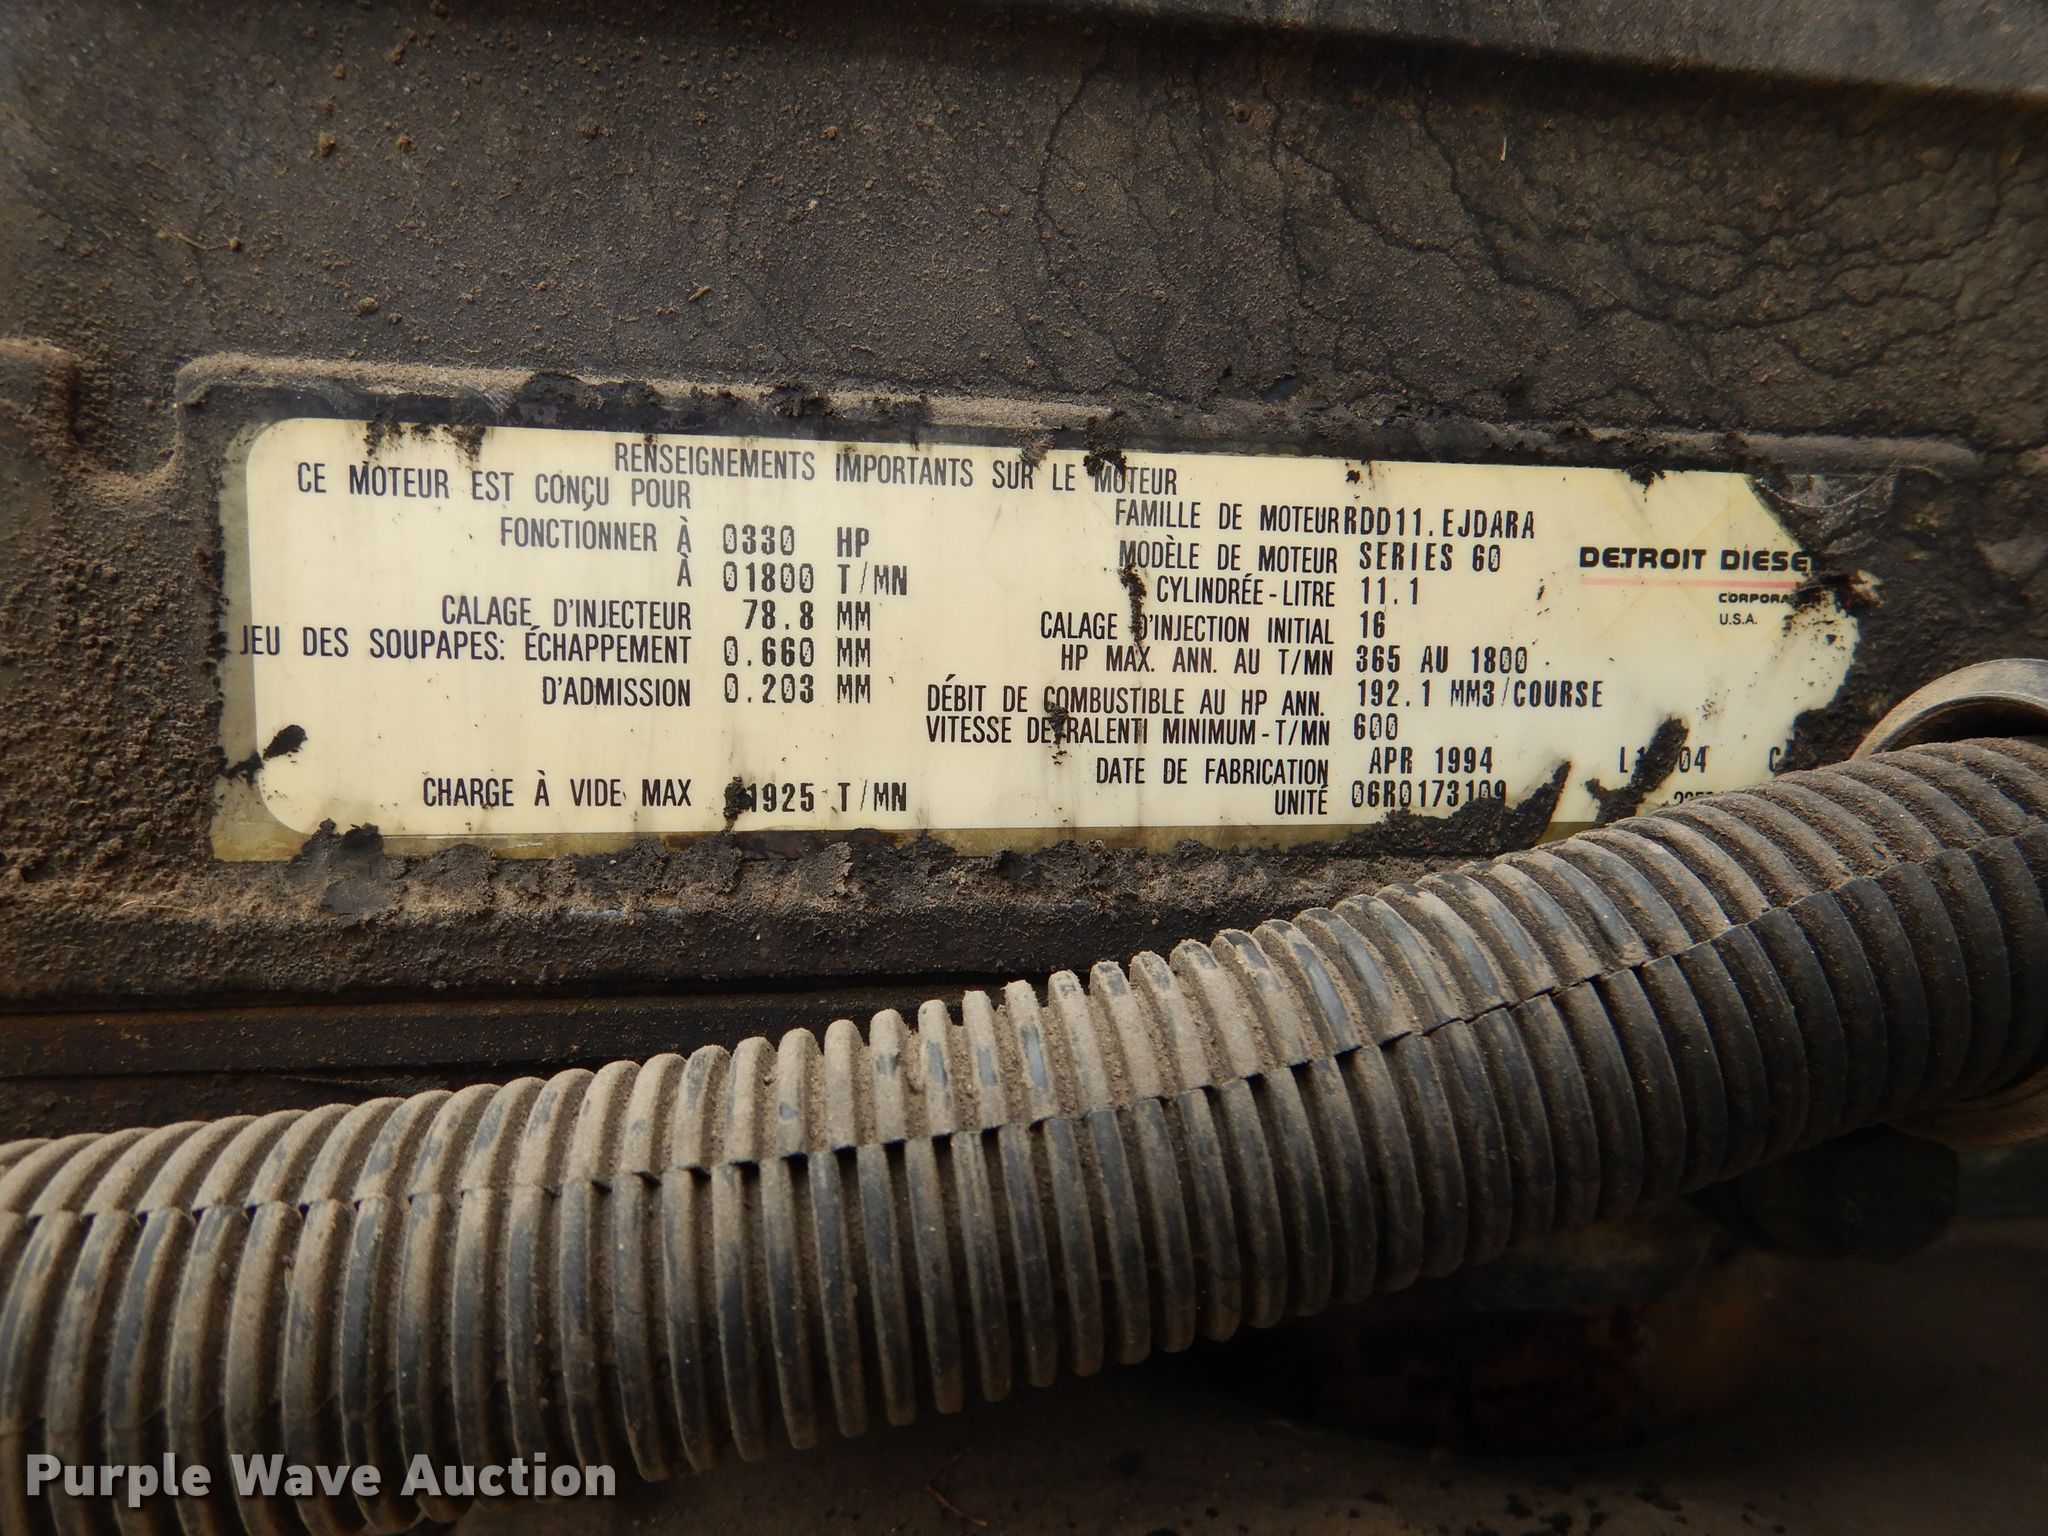 RENSEIGNEMENTS IMPORTANTS SUR LE MOTEUR
CE MOTEUR EST CONÇU POUR
FONCTIONNER À 0330 HP
À 01800 T/MN
CALAGE D'INJECTEUR 78.8 MM
JEU DES SOUPAPES: ÉCHAPPEMENT 0.660 MM
D'ADMISSION 0.203 MM
CHARGE À VIDE MAX 1925 T/MN
FAMILLE DE MOTEUR RDD11.EJDARA
MODÈLE DE MOTEUR SERIES 60
CYLINDRÉE-LITRE 11.1
CALAGE D'INJECTION INITIAL 16
HP MAX. ANN. AU T/MN 365 AU 1800
DÉBIT DE COMBUSTIBLE AU HP ANN. 192.1 MM3/COURSE
VITESSE DE RALENTI MINIMUM-T/MN 600
DATE DE FABRICATION APR 1994
UNITÉ 06R0173109
DETROIT DIESEL
U.S.A.
Purple Wave Auction